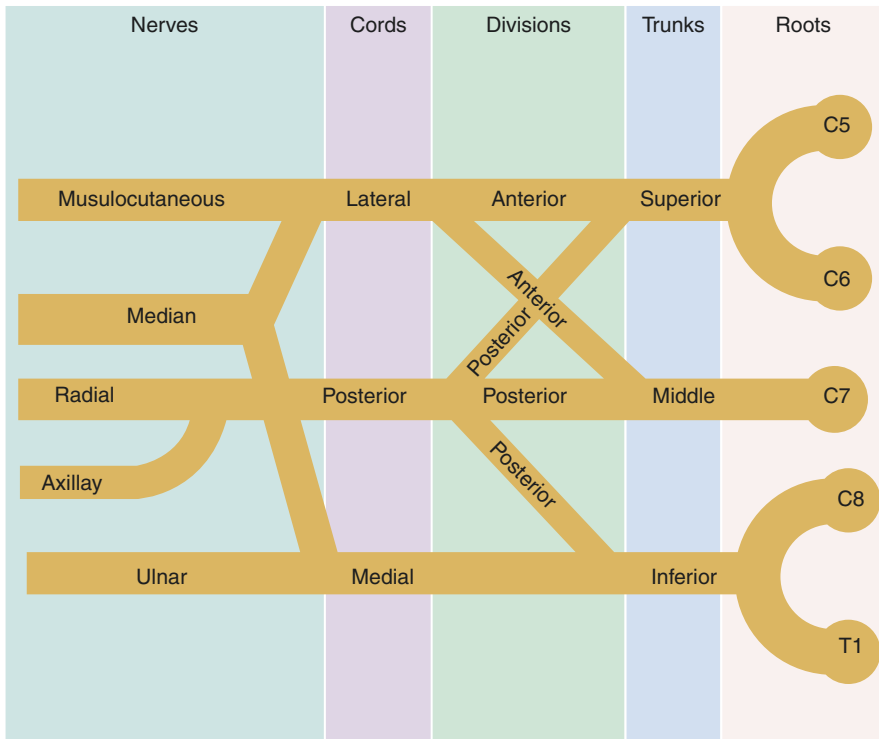 Nerves Cords Divisions Trunks Roots
C5
Musulocutaneous Lateral Anterior Superior
C6
Anterior
Median
Posterior
Radial Posterior Posterior Middle C7
Posterior
Axillay
C8
Ulnar Medial Inferior
T1